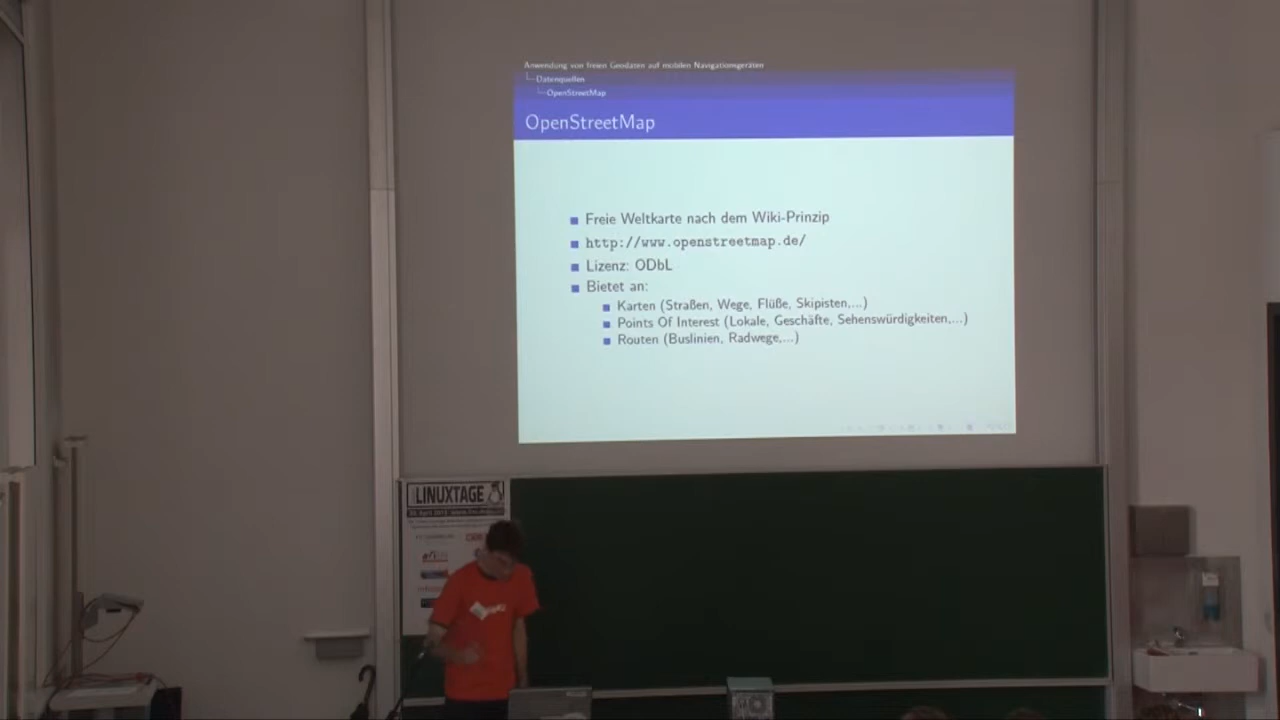 Anwendung von freien Geodaten auf mobilen Navigationsgeräten
Datenquellen
OpenStreetMap
OpenStreetMap
Freie Weltkarte nach dem Wiki-Prinzip
http://www.openstreetmap.de/
Lizenz: ODbL
Bietet an:
Karten (Straßen, Wege, Flüße, Skipisten,...)
Points Of Interest (Lokale, Geschäfte, Sehenswürdigkeiten,...)
Routen (Buslinien, Radwege,...)
LINUXTAGE